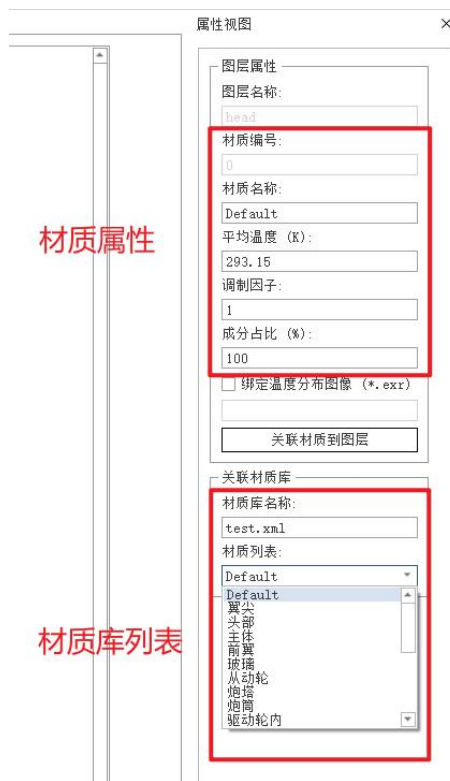 属性视图
图层属性
图层名称:
head
材质编号:
0
材质名称:
Default
材质属性
平均温度 (K):
293.15
调制因子:
1
成分占比 (%):
100
绑定温度分布图像 (*.exr)
关联材质到图层
关联材质库
材质库名称:
test.xml
材质列表:
Default
Default
翼尖
头部
主体
材质库列表
前翼
玻璃
从动轮
炮塔
炮筒
驱动轮内